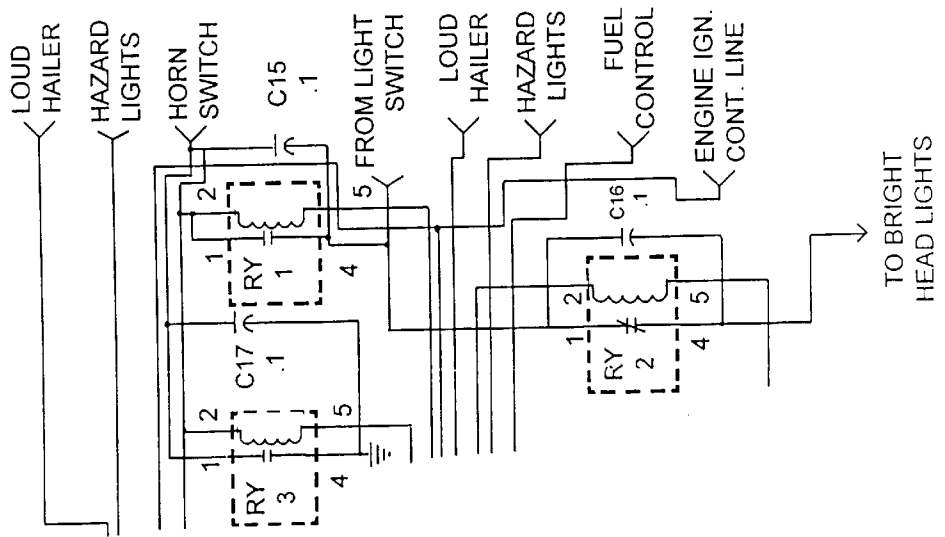 LOUD
HAILER
HAZARD
LIGHTS
HORN
SWITCH
C15
.1
FROM LIGHT
SWITCH
LOUD
HAILER
HAZARD
LIGHTS
FUEL
CONTROL
ENGINE IGN.
CONT. LINE
TO BRIGHT
HEAD LIGHTS
C17
.1
C16
.1
1
2
RY
1
4
5
1
2
RY
3
4
5
1
2
RY
2
4
5